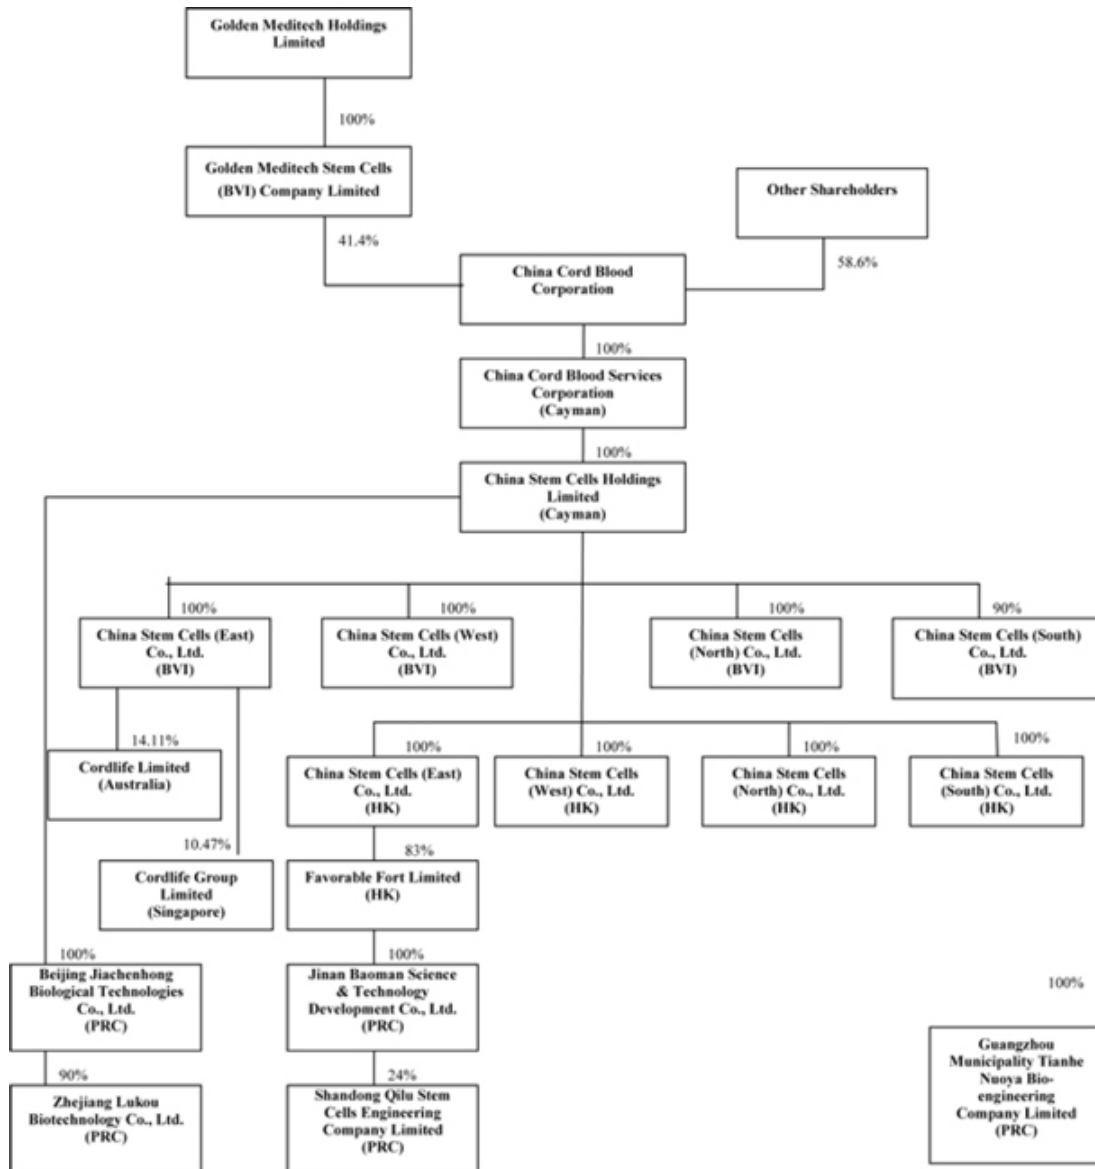 Golden Meditech Holdings
Limited
100%
Golden Meditech Stem Cells
(BVI) Company Limited
Other Shareholders
41.4%
58.6%
China Cord Blood
Corporation
100%
China Cord Blood Services
Corporation
(Cayman)
100%
China Stem Cells Holdings
Limited
(Cayman)
100%
China Stem Cells (East)
Co., Ltd.
(BVI)
100%
China Stem Cells (West)
Co., Ltd.
(BVI)
100%
China Stem Cells
(North) Co., Ltd.
(BVI)
90%
China Stem Cells (South)
Co., Ltd.
(BVI)
14.11%
Cordlife Limited
(Australia)
100%
China Stem Cells (East)
Co., Ltd.
(HK)
100%
China Stem Cells
(West) Co., Ltd.
(HK)
100%
China Stem Cells
(North) Co., Ltd.
(HK)
100%
China Stem Cells
(South) Co., Ltd.
(HK)
10.47%
Cordlife Group
Limited
(Singapore)
83%
Favorable Fort Limited
(HK)
100%
Beijing Jiachenhong
Biological Technologies
Co., Ltd.
(PRC)
100%
Jinan Baoman Science
& Technology
Development Co., Ltd.
(PRC)
100%
Guangzhou
Municipality Tianhe
Nuoya Bio-
engineering
Company Limited
(PRC)
90%
Zhejiang Lukou
Biotechnology Co., Ltd.
(PRC)
24%
Shandong Qilu Stem
Cells Engineering
Company Limited
(PRC)